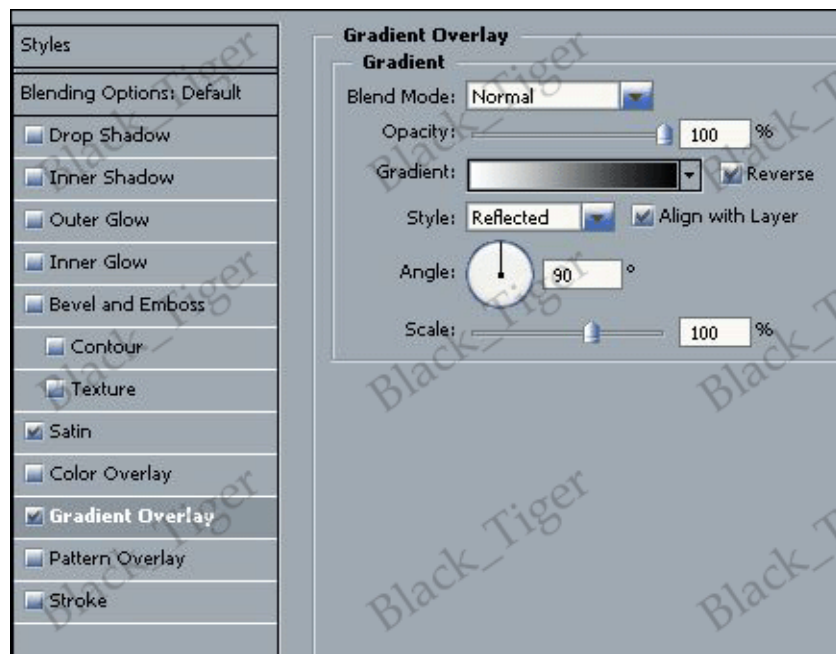 Styles
Blending Options: Default
Drop Shadow
Inner Shadow
Outer Glow
Inner Glow
Bevel and Emboss
Contour
Texture
Satin
Color Overlay
Gradient Overlay
Pattern Overlay
Stroke
Gradient Overlay
Gradient
Blend Mode: Normal
Opacity: 100 %
Gradient: Reverse
Style: Reflected Align with Layer
Angle: 90 °
Scale: 100 %
Black_Tiger
Black_Tiger
Black_Tiger
Black_Tiger
Black_Tiger
Black_Tiger